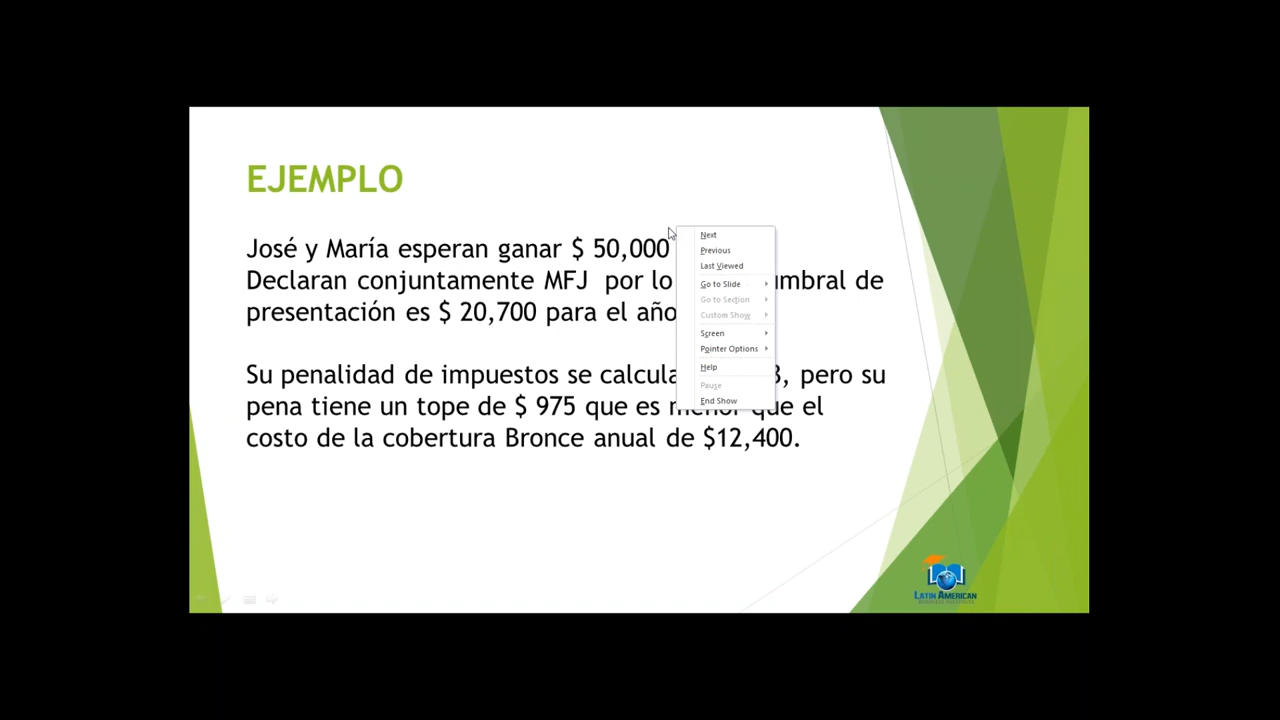 EJEMPLO
José y María esperan ganar $ 50,000
Declaran conjuntamente MFJ por lo umbral de
presentación es $ 20,700 para el año
Su penalidad de impuestos se calcula 3, pero su
pena tiene un tope de $ 975 que es menor que el
costo de la cobertura Bronce anual de $12,400.
Next
Previous
Last Viewed
Go to Slide
Go to Section
Custom Show
Screen
Pointer Options
Help
Pause
End Show
LATIN AMERICAN